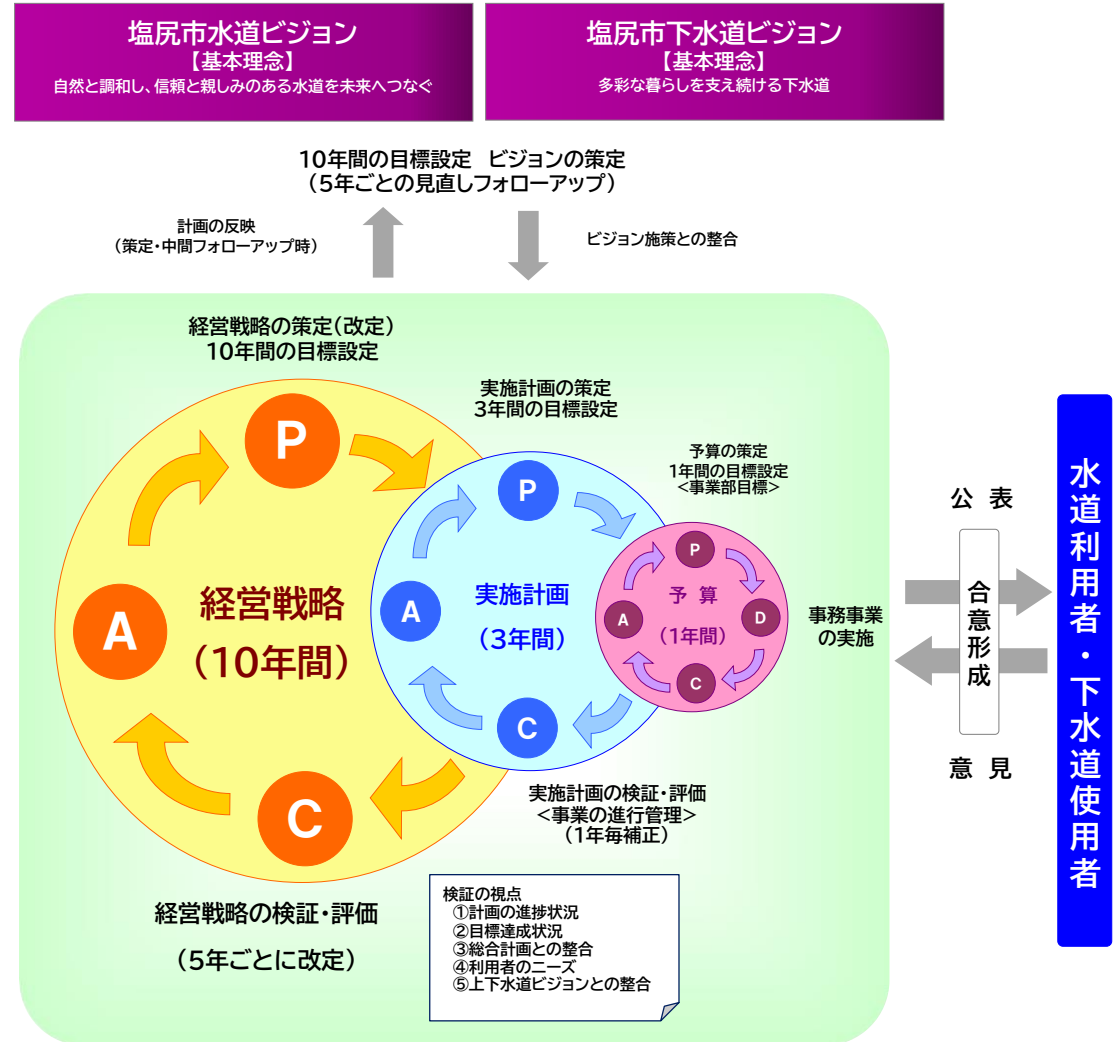 塩尻市水道ビジョン
【基本理念】
自然と調和し、信頼と親しみのある水道を未来へつなぐ
塩尻市下水道ビジョン
【基本理念】
多彩な暮らしを支え続ける下水道
10年間の目標設定　ビジョンの策定
（5年ごとの見直しフォローアップ）
計画の反映
（策定・中間フォローアップ時）
ビジョン施策との整合
経営戦略の策定（改定）
10年間の目標設定
実施計画の策定
3年間の目標設定
予算の策定
1年間の目標設定
<事業部目標>
P
A
C
経営戦略
（10年間）
P
A
C
実施計画
（3年間）
P
D
A
C
予 算
（1年間）
事務事業
の実施
公 表
合意形成
意 見
水道利用者・下水道使用者
実施計画の検証・評価
<事業の進行管理>
（1年毎補正）
経営戦略の検証・評価
（5年ごとに改定）
検証の視点
①計画の進捗状況
②目標達成状況
③総合計画との整合
④利用者のニーズ
⑤上下水道ビジョンとの整合